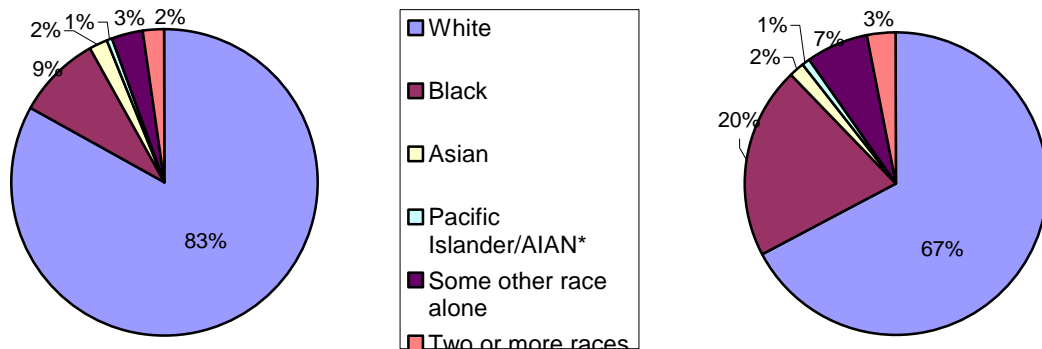 2%
1%
3%
2%
9%
83%
White
Black
Asian
Pacific
Islander/AIAN*
Some other race
alone
Two or more races
1%
7%
3%
2%
20%
67%